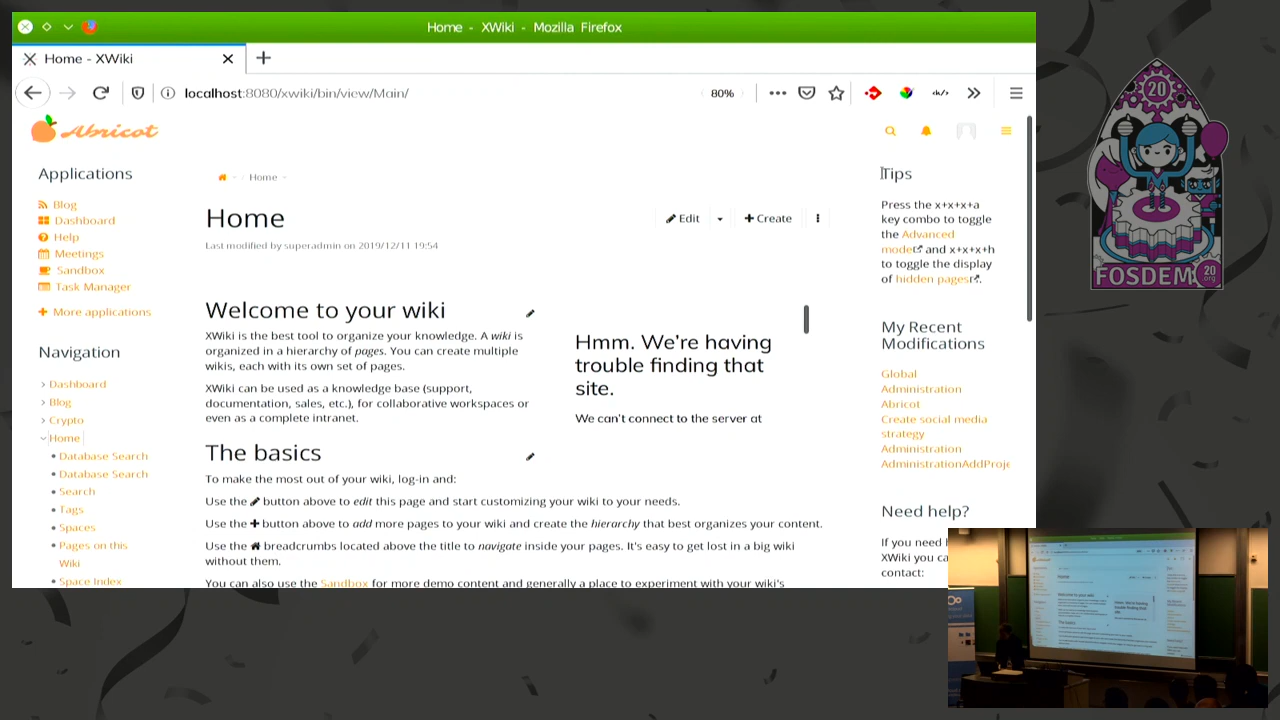 Home - XWiki - Mozilla Firefox
Home - XWiki
localhost:8080/xwiki/bin/view/Main/
80%
Abricot
Applications
Blog
Dashboard
Help
Meetings
Sandbox
Task Manager
More applications
Navigation
Dashboard
Blog
Crypto
Home
Database Search
Database Search
Search
Tags
Spaces
Pages on this
Wiki
Space Index
Home
Home
Edit
Create
Last modified by superadmin on 2019/12/11 19:54
Welcome to your wiki
XWiki is the best tool to organize your knowledge. A wiki is
organized in a hierarchy of pages. You can create multiple
wikis, each with its own set of pages.
XWiki can be used as a knowledge base (support,
documentation, sales, etc.), for collaborative workspaces or
even as a complete intranet.
Hmm. We're having
trouble finding that
site.
We can't connect to the server at
The basics
To make the most out of your wiki, log-in and:
Use the button above to edit this page and start customizing your wiki to your needs.
Use the button above to add more pages to your wiki and create the hierarchy that best organizes your content.
Use the breadcrumbs located above the title to navigate inside your pages. It's easy to get lost in a big wiki
without them.
You can also use the Sandbox for more demo content and generally a place to experiment with your wiki's
Tips
Press the x+x+x+a
key combo to toggle
the Advanced
mode and x+x+x+h
to toggle the display
of hidden pages.
My Recent
Modifications
Global
Administration
Abricot
Create social media
strategy
Administration
AdministrationAddProje
Need help?
If you need h
XWiki you ca
contact:
20
FOSDEM
20
.org